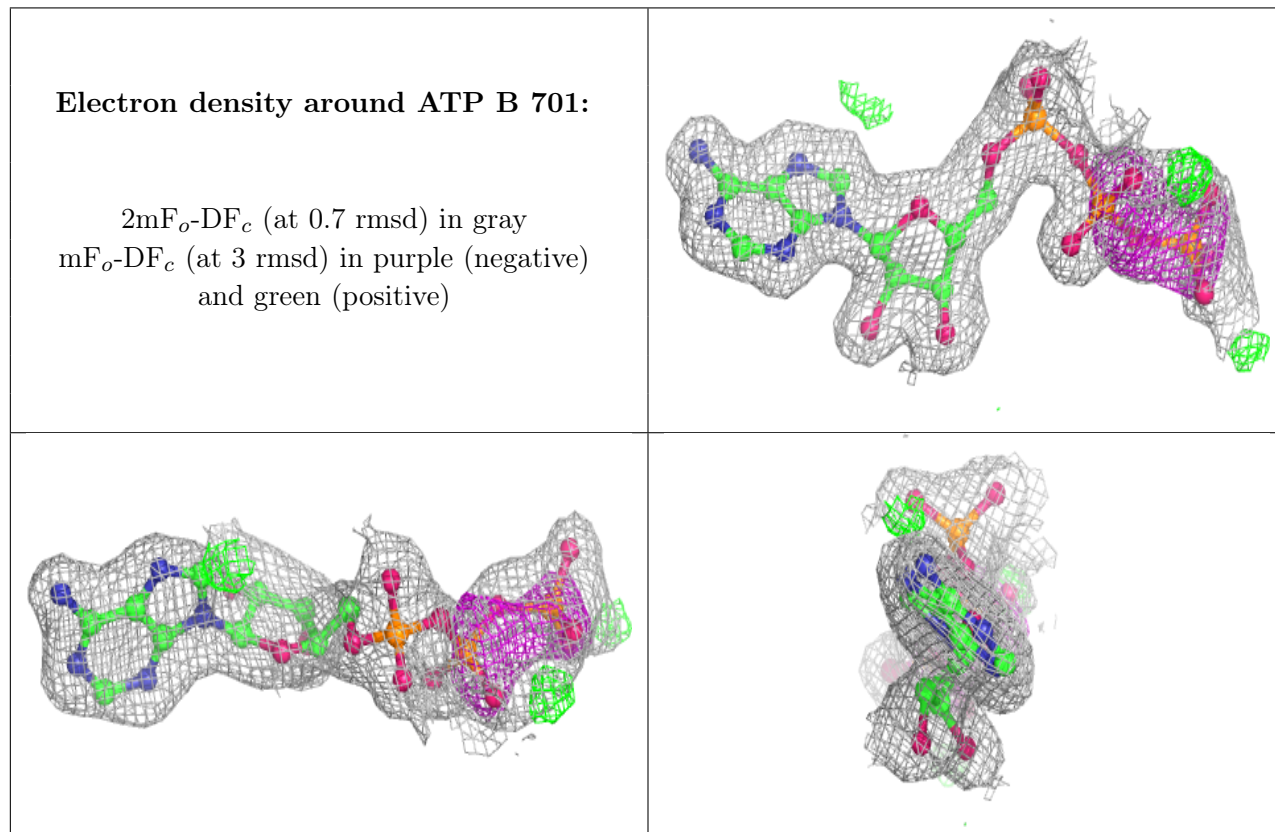 Electron density around ATP B 701:
2mFo-DFc (at 0.7 rmsd) in gray
mFo-DFc (at 3 rmsd) in purple (negative)
and green (positive)